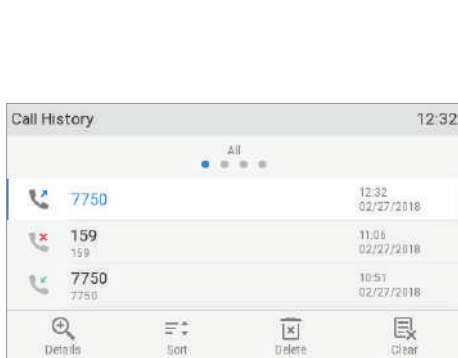 Call History 12:32
All
7750 12:32
02/27/2018
159 11:06
159 02/27/2018
7750 10:51
7750 02/27/2018
Details Sort Delete Clear